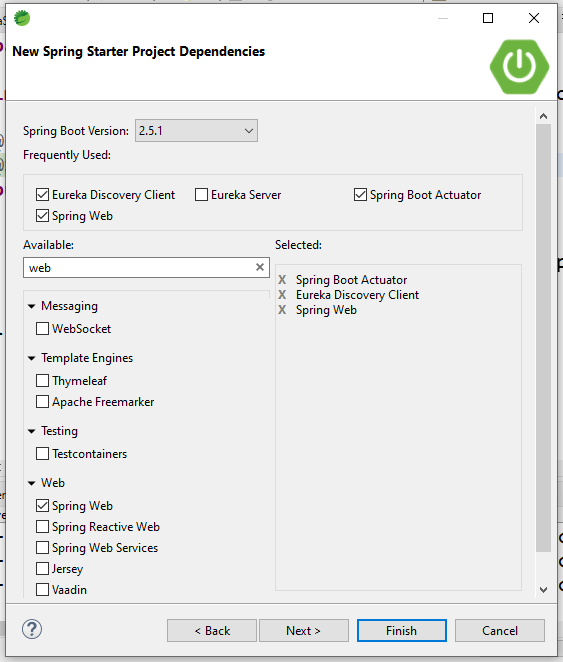 New Spring Starter Project Dependencies
Spring Boot Version: 2.5.1
Frequently Used:
Eureka Discovery Client Eureka Server Spring Boot Actuator
Spring Web
Available: Selected:
web
X Spring Boot Actuator
X Eureka Discovery Client
X Spring Web
Messaging
WebSocket
Template Engines
Thymeleaf
Apache Freemarker
Testing
Testcontainers
Web
Spring Web
Spring Reactive Web
Spring Web Services
Jersey
Vaadin
? < Back Next > Finish Cancel